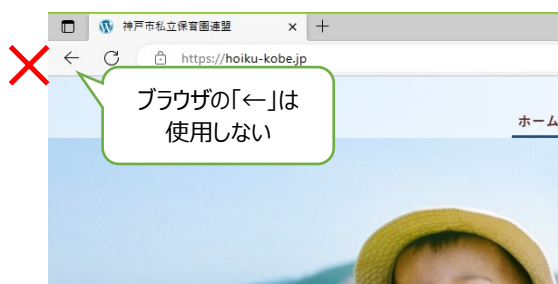 神戸市私立保育園連盟
https://hoiku-kobe.jp
ブラウザの「←」は
使用しない
ホーム